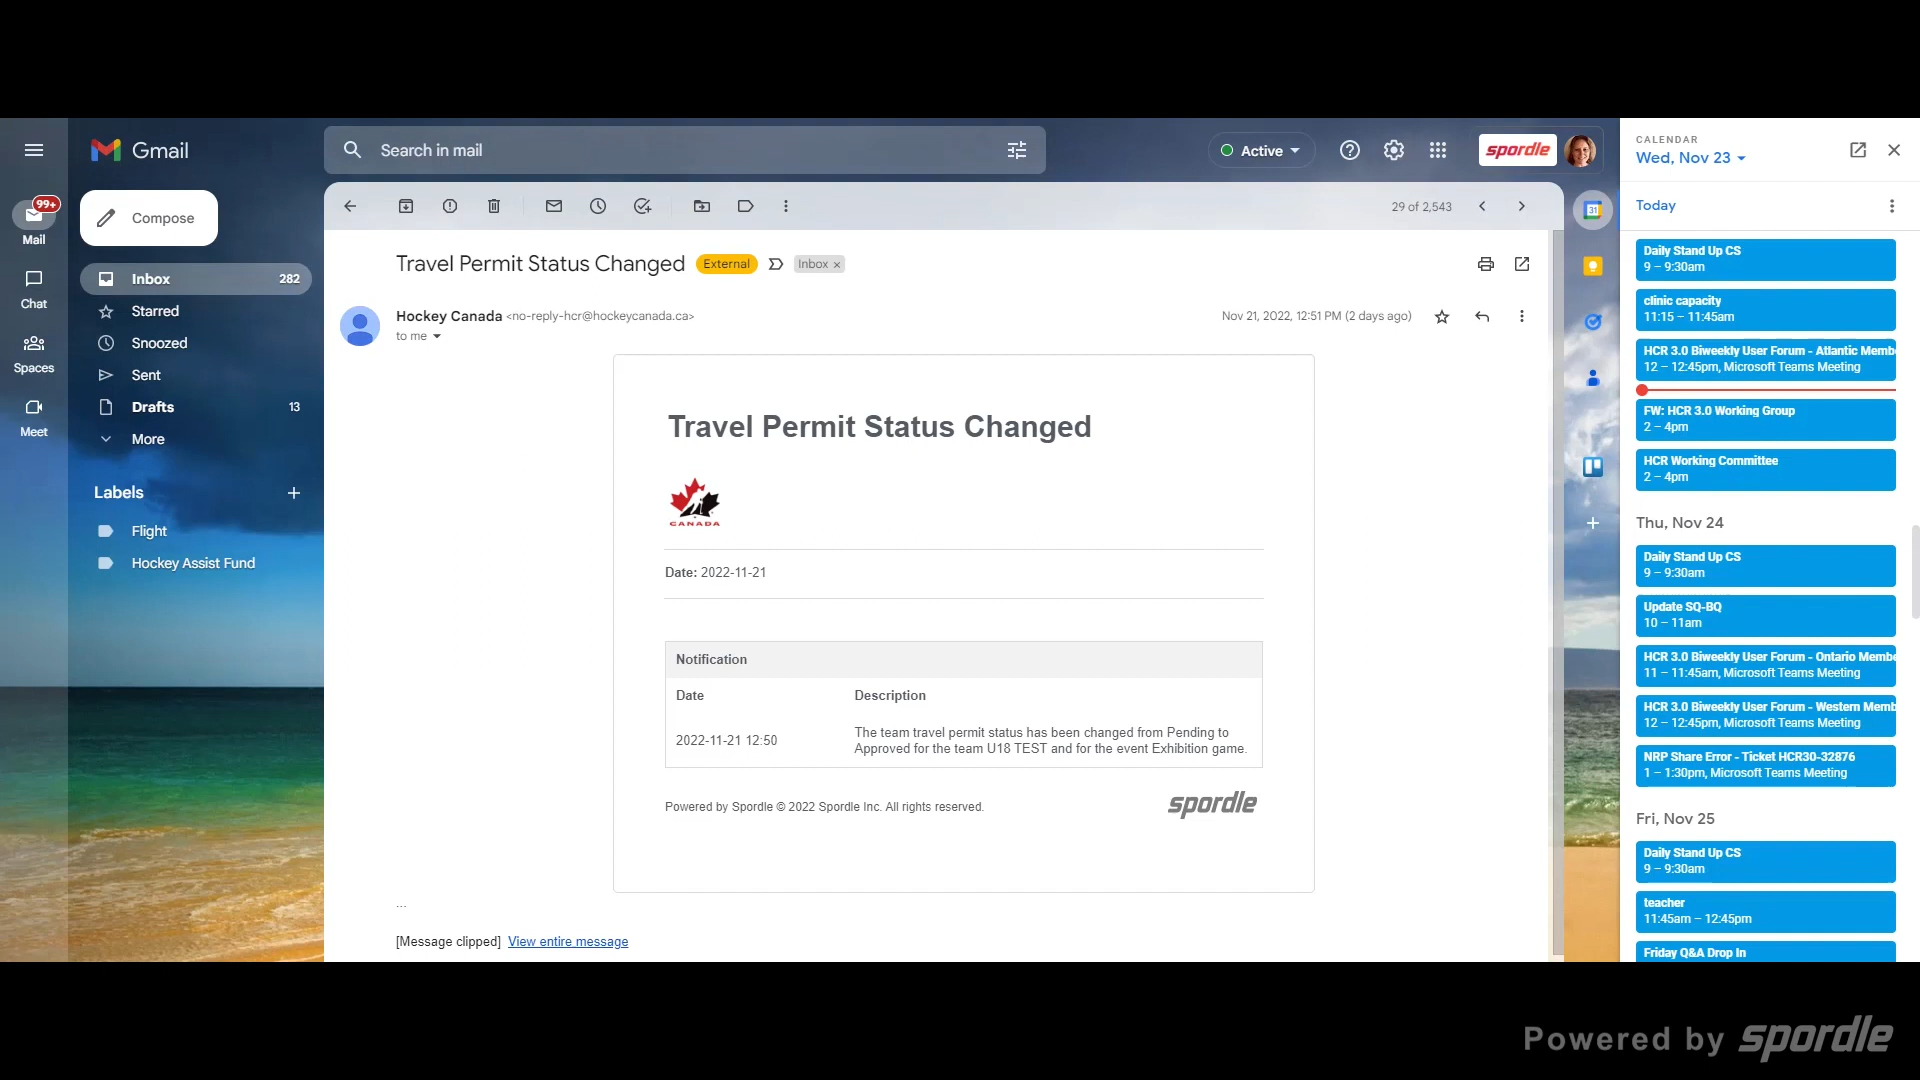 Gmail
Search in mail
Active
spordle
99+
Mail
Chat
Spaces
Meet
Compose
Inbox 282
Starred
Snoozed
Sent
Drafts 13
More
Labels
Flight
Hockey Assist Fund
29 of 2,543
Travel Permit Status Changed External Inbox ×
Hockey Canada <no-reply-hcr@hockeycanada.ca>
to me
Nov 21, 2022, 12:51 PM (2 days ago)
Travel Permit Status Changed
CANADA
Date: 2022-11-21
Notification
Date Description
2022-11-21 12:50
The team travel permit status has been changed from Pending to
Approved for the team U18 TEST and for the event Exhibition game.
Powered by Spordle © 2022 Spordle Inc. All rights reserved.
spordle
...
[Message clipped] View entire message
31
CALENDAR
Wed, Nov 23
Today
Daily Stand Up CS
9 – 9:30am
clinic capacity
11:15 – 11:45am
HCR 3.0 Biweekly User Forum - Atlantic Memb
12 – 12:45pm, Microsoft Teams Meeting
FW: HCR 3.0 Working Group
2 – 4pm
HCR Working Committee
2 – 4pm
Thu, Nov 24
Daily Stand Up CS
9 – 9:30am
Update SQ-BQ
10 – 11am
HCR 3.0 Biweekly User Forum - Ontario Membe
11 – 11:45am, Microsoft Teams Meeting
HCR 3.0 Biweekly User Forum - Western Memb
12 – 12:45pm, Microsoft Teams Meeting
NRP Share Error - Ticket HCR30-32876
1 – 1:30pm, Microsoft Teams Meeting
Fri, Nov 25
Daily Stand Up CS
9 – 9:30am
teacher
11:45am – 12:45pm
Friday Q&A Drop In
Powered by spordle